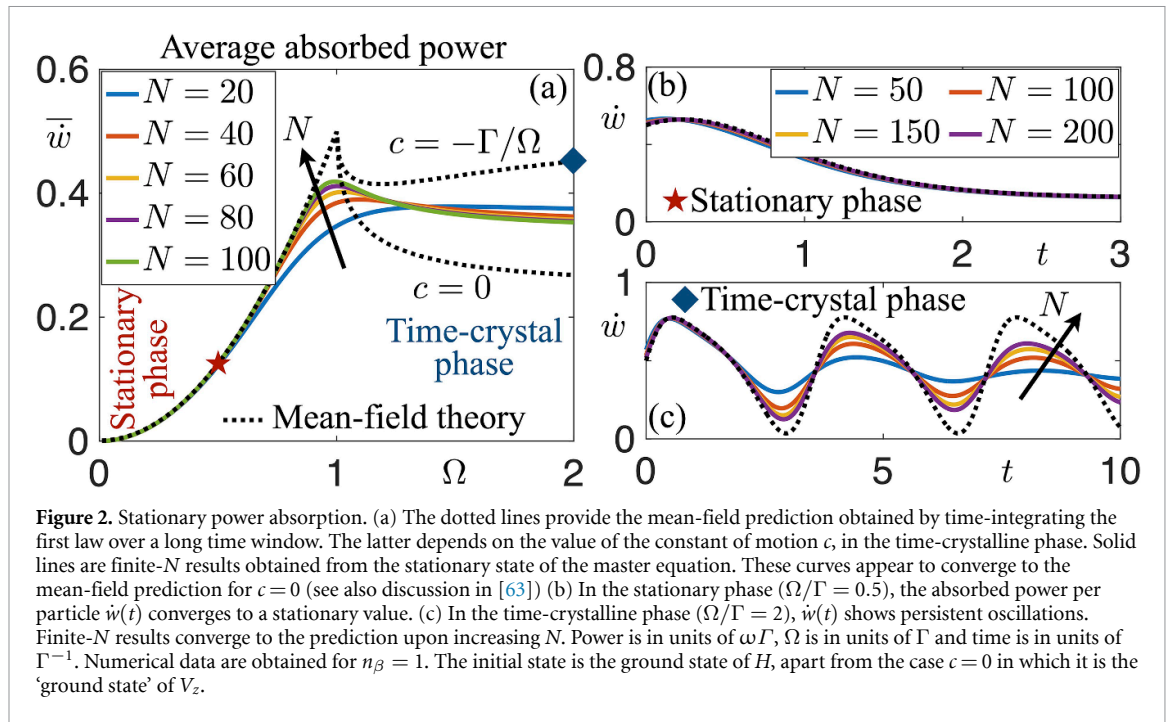 Average absorbed power
0.6
0.4
0.2
0
0
1
2
Ω
w̅̇
N = 20
N = 40
N = 60
N = 80
N = 100
N
(a)
c = −Γ/Ω
c = 0
Stationary
phase
Time-crystal
phase
Mean-field theory
0.8
0
ẇ
(b)
N = 50
N = 100
N = 150
N = 200
Stationary phase
0
1
2
t
3
1
0
ẇ
Time-crystal phase
N
(c)
0
5
t
10
Figure 2. Stationary power absorption. (a) The dotted lines provide the mean-field prediction obtained by time-integrating the
first law over a long time window. The latter depends on the value of the constant of motion c, in the time-crystalline phase. Solid
lines are finite-N results obtained from the stationary state of the master equation. These curves appear to converge to the
mean-field prediction for c = 0 (see also discussion in [63]) (b) In the stationary phase (Ω/Γ = 0.5), the absorbed power per
particle ẇ(t) converges to a stationary value. (c) In the time-crystalline phase (Ω/Γ = 2), ẇ(t) shows persistent oscillations.
Finite-N results converge to the prediction upon increasing N. Power is in units of ωΓ, Ω is in units of Γ and time is in units of
Γ⁻¹. Numerical data are obtained for nβ = 1. The initial state is the ground state of H, apart from the case c = 0 in which it is the
‘ground state’ of Vz.